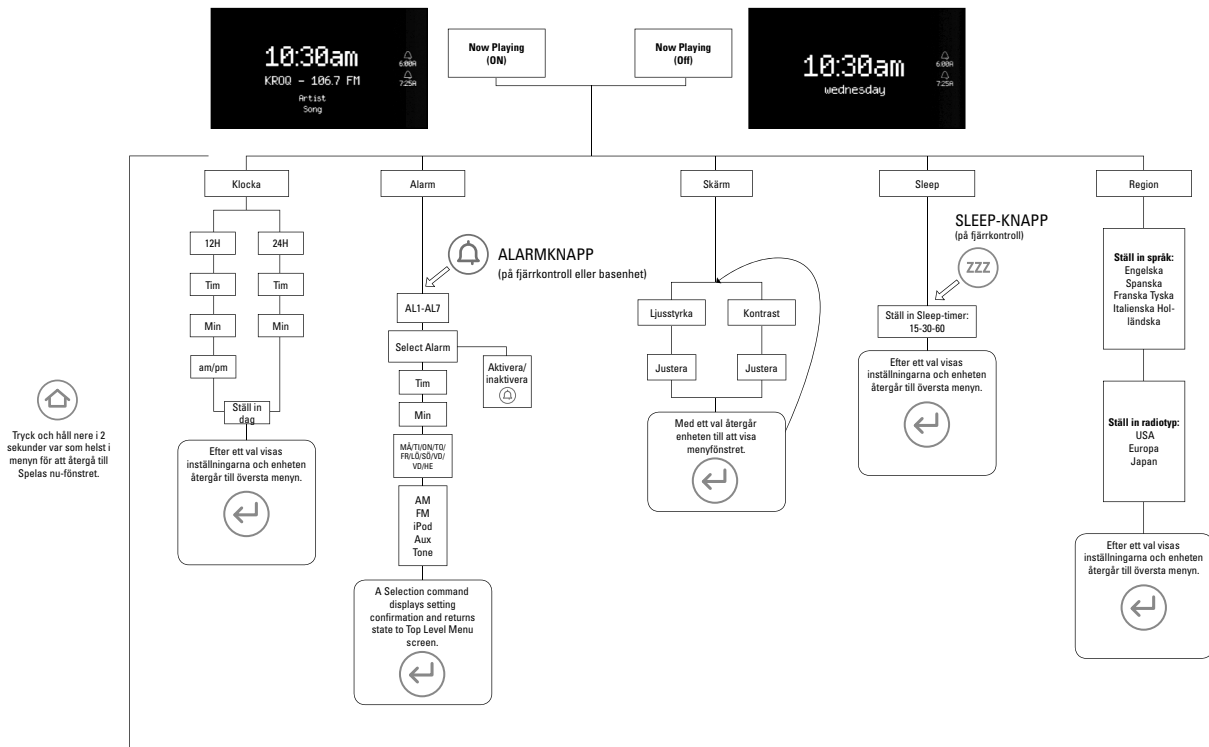 10:30am
KROQ - 106.7 FM
Artist
Song
6:00A
7:25A
Now Playing
(ON)
Now Playing
(Off)
10:30am
wednesday
6:00A
7:25A
Klocka
Alarm
Skärm
Sleep
Region
12H
24H
Tim
Tim
Min
Min
am/pm
Ställ in
dag
Efter ett val visas
inställningarna och enheten
återgår till översta menyn.
Tryck och håll nere i 2
sekunder var som helst i
menyn för att återgå till
Spelas nu-fönstret.
ALARMKNAPP
(på fjärrkontroll eller basenhet)
AL1-AL7
Select Alarm
Aktivera/
inaktivera
Tim
Min
MÅ/TI/ON/TO/
FR/LÖ/SÖ/VD/
VD/HE
AM
FM
iPod
Aux
Tone
A Selection command
displays setting
confirmation and returns
state to Top Level Menu
screen.
Ljusstyrka
Kontrast
Justera
Justera
Med ett val återgår
enheten till att visa
menyfönstret.
SLEEP-KNAPP
(på fjärrkontroll)
ZZZ
Ställ in Sleep-timer:
15-30-60
Efter ett val visas
inställningarna och enheten
återgår till översta menyn.
Ställ in språk:
Engelska
Spanska
Franska Tyska
Italienska Hol-
ländska
Ställ in radiotyp:
USA
Europa
Japan
Efter ett val visas
inställningarna och enheten
återgår till översta menyn.